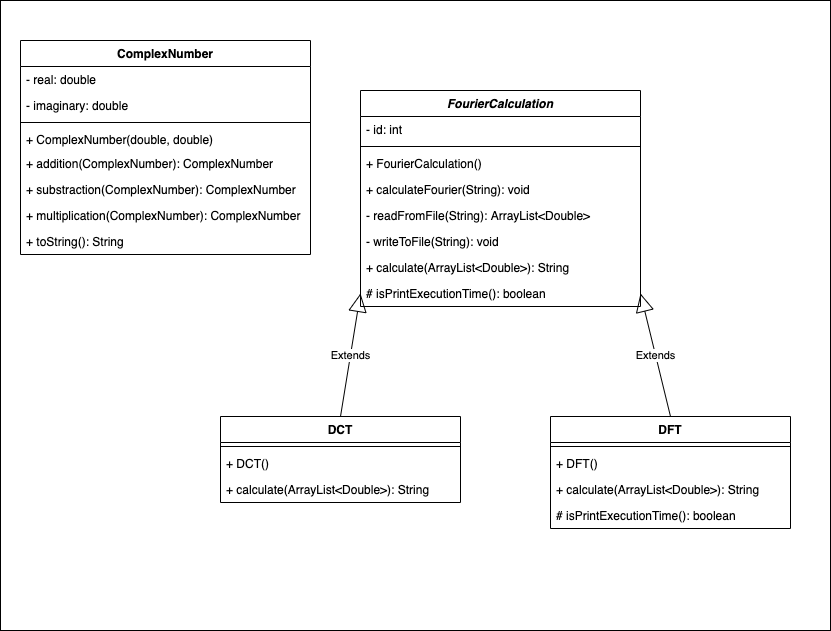 ComplexNumber
- real: double
- imaginary: double
+ ComplexNumber(double, double)
+ addition(ComplexNumber): ComplexNumber
+ substraction(ComplexNumber): ComplexNumber
+ multiplication(ComplexNumber): ComplexNumber
+ toString(): String
FourierCalculation
- id: int
+ FourierCalculation()
+ calculateFourier(String): void
- readFromFile(String): ArrayList<Double>
- writeToFile(String): void
+ calculate(ArrayList<Double>): String
# isPrintExecutionTime(): boolean
Extends
Extends
DCT
+ DCT()
+ calculate(ArrayList<Double>): String
DFT
+ DFT()
+ calculate(ArrayList<Double>): String
# isPrintExecutionTime(): boolean